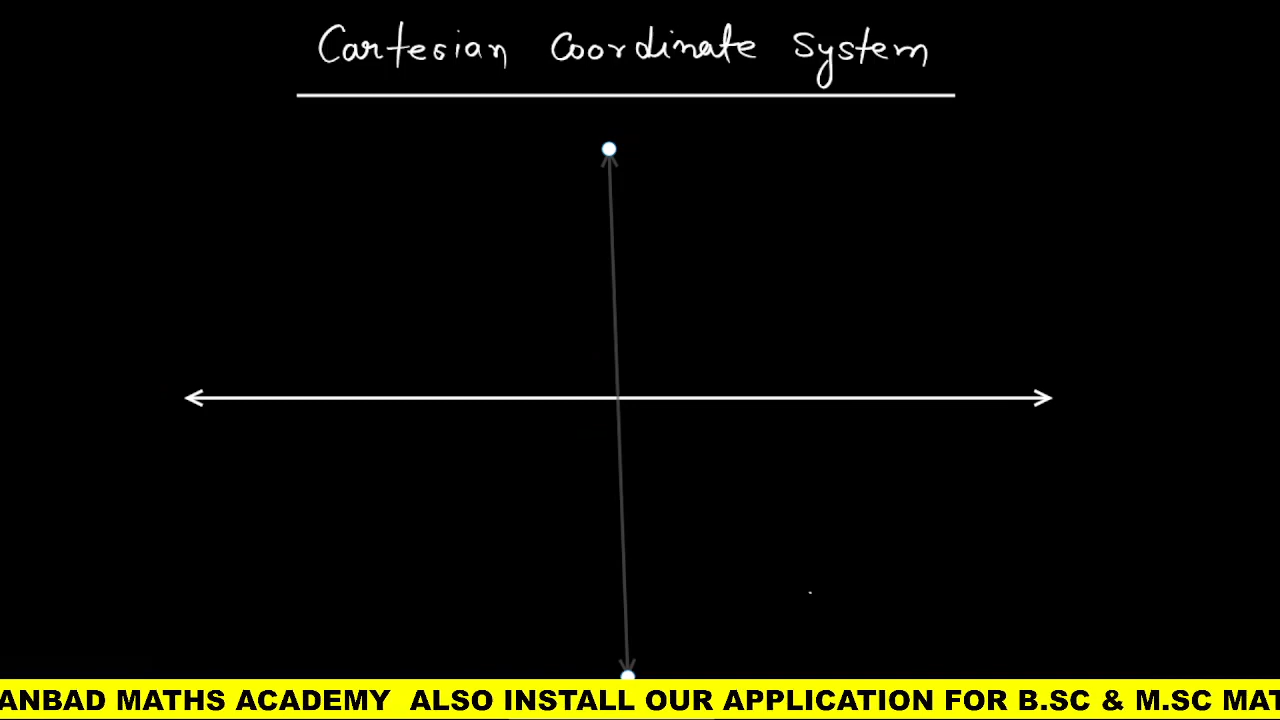 Cartesian Coordinate System
ANBAD MATHS ACADEMY ALSO INSTALL OUR APPLICATION FOR B.SC & M.SC MAT